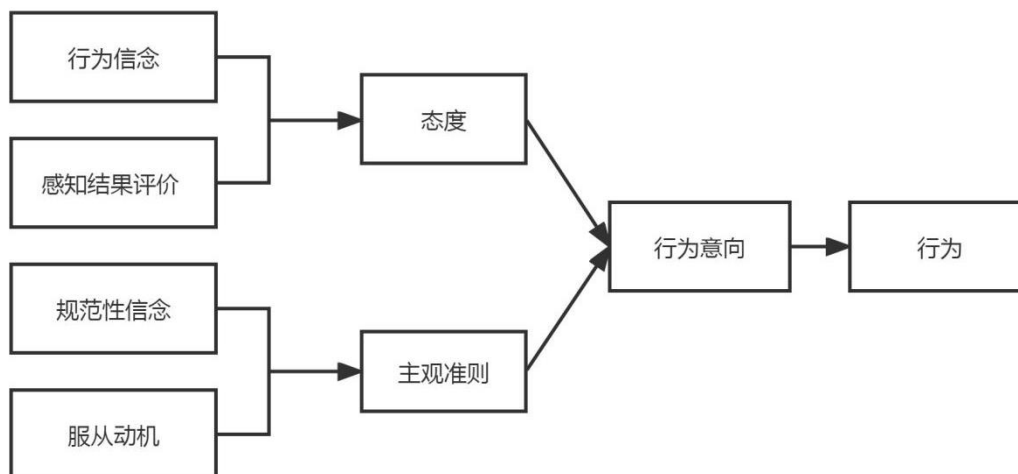 行为信念
感知结果评价
规范性信念
服从动机
态度
主观准则
行为意向
行为